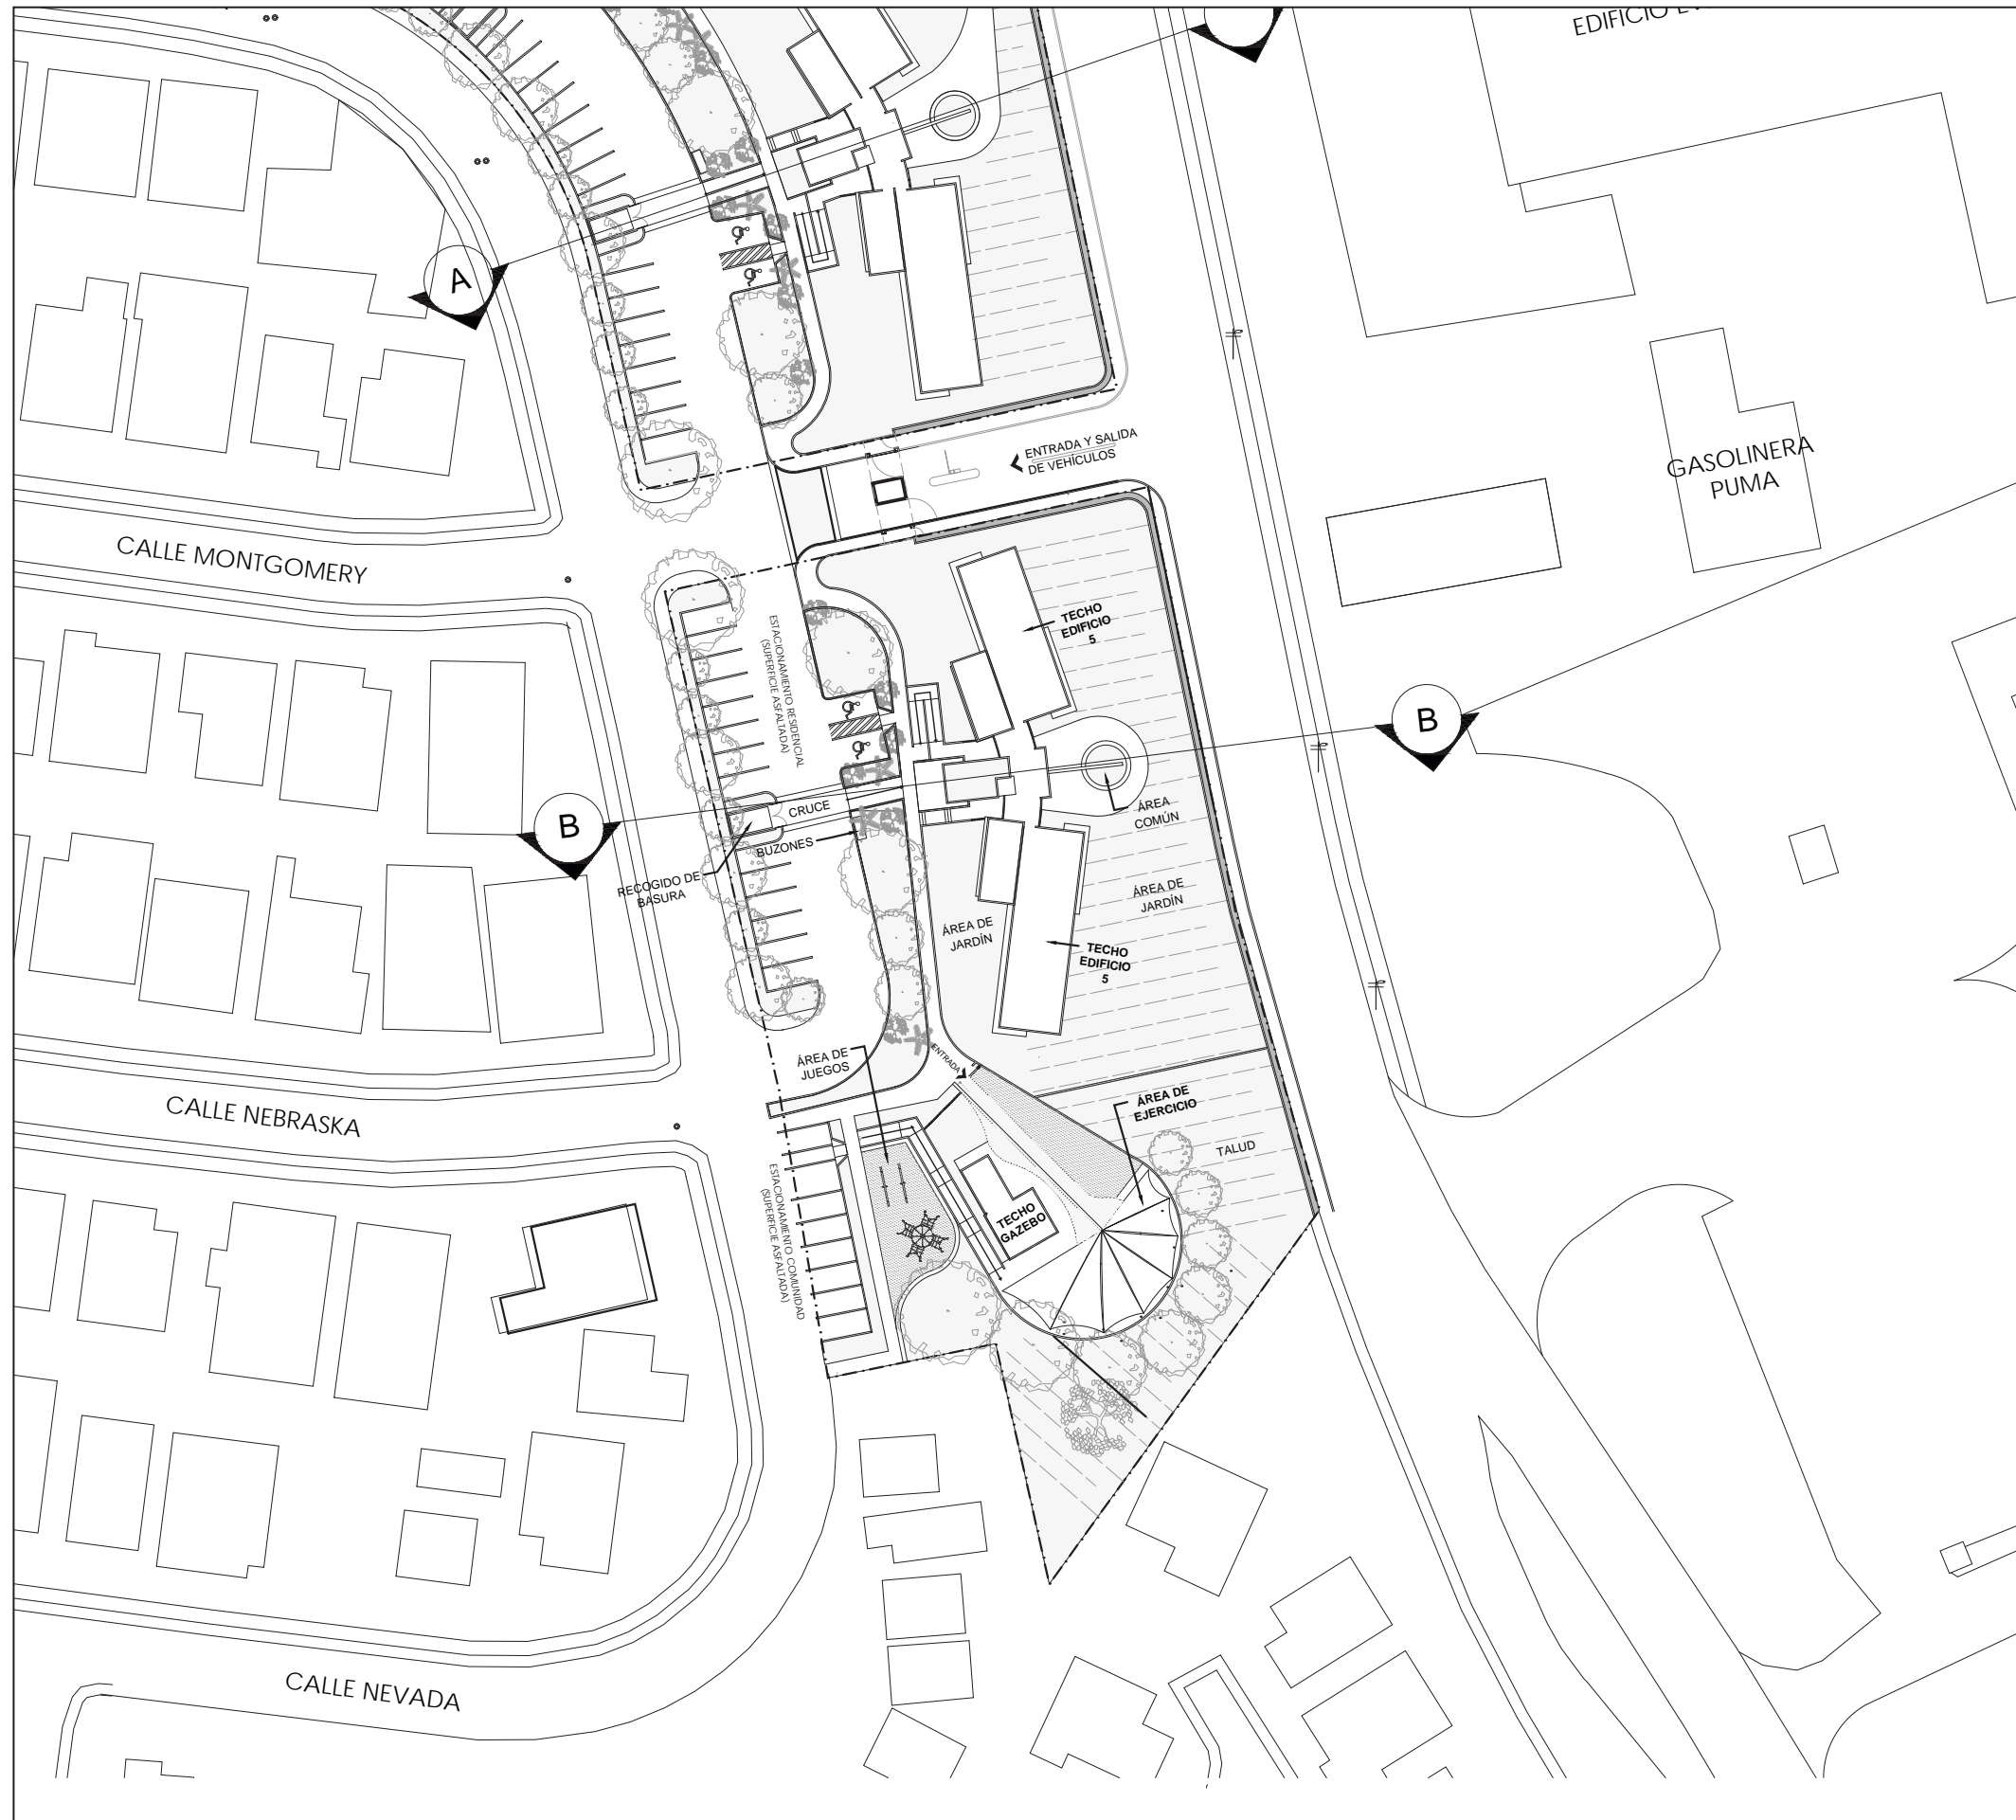 EDIFICIO
A
ENTRADA Y SALIDA
DE VEHÍCULOS
GASOLINERA
PUMA
CALLE MONTGOMERY
TECHO
EDIFICIO
5
ESTACIONAMIENTO RESIDENCIAL
(SUPERFICIE ASFALTADA)
B
B
CRUCE
ÁREA
COMÚN
BUZONES
RECOGIDO DE
BASURA
ÁREA DE
JARDÍN
ÁREA DE
JARDÍN
TECHO
EDIFICIO
5
ÁREA DE
JUEGOS
ENTRADA
CALLE NEBRASKA
ÁREA DE
EJERCICIO
TALUD
ESTACIONAMIENTO COMUNIDAD
(SUPERFICIE ASFALTADA)
TECHO
GAZEBO
CALLE NEVADA